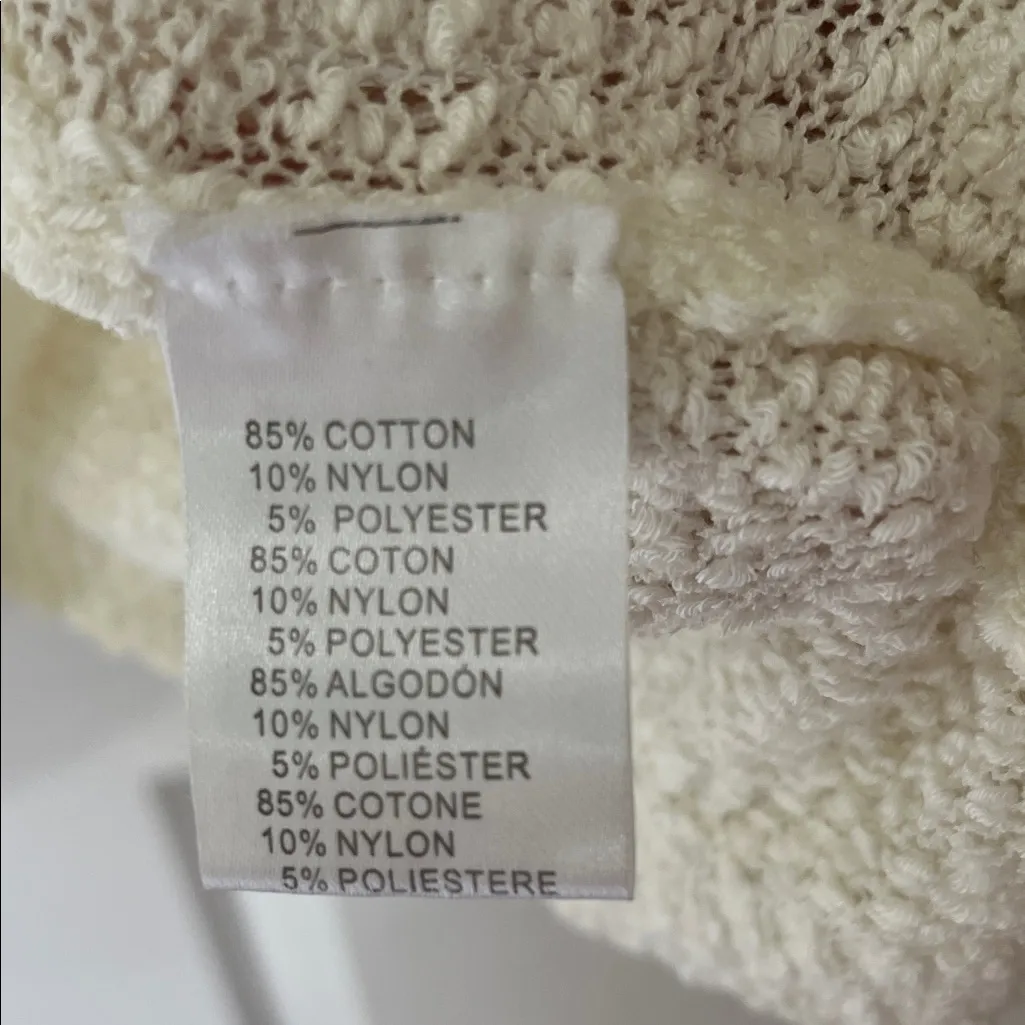 85% COTTON
10% NYLON
5% POLYESTER
85% COTON
10% NYLON
5% POLYESTER
85% ALGODÓN
10% NYLON
5% POLIÉSTER
85% COTONE
10% NYLON
5% POLIESTERE